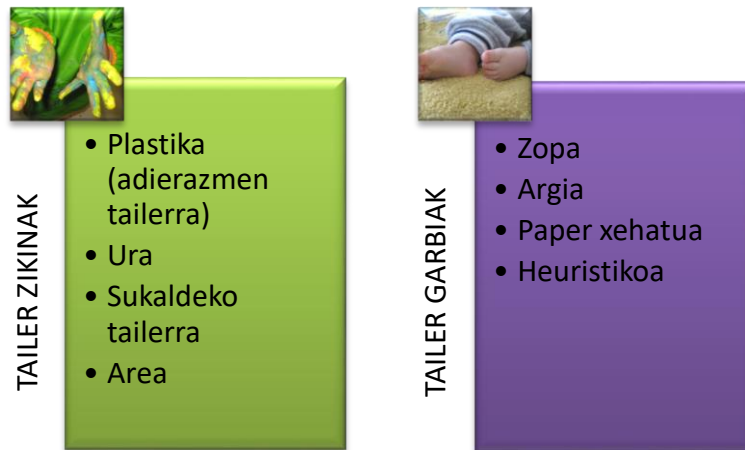 TAILER ZIKINAK
• Plastika
(adierazmen
tailerra)
• Ura
• Sukaldeko
tailerra
• Area
TAILER GARBIAK
• Zopa
• Argia
• Paper xehatua
• Heuristikoa